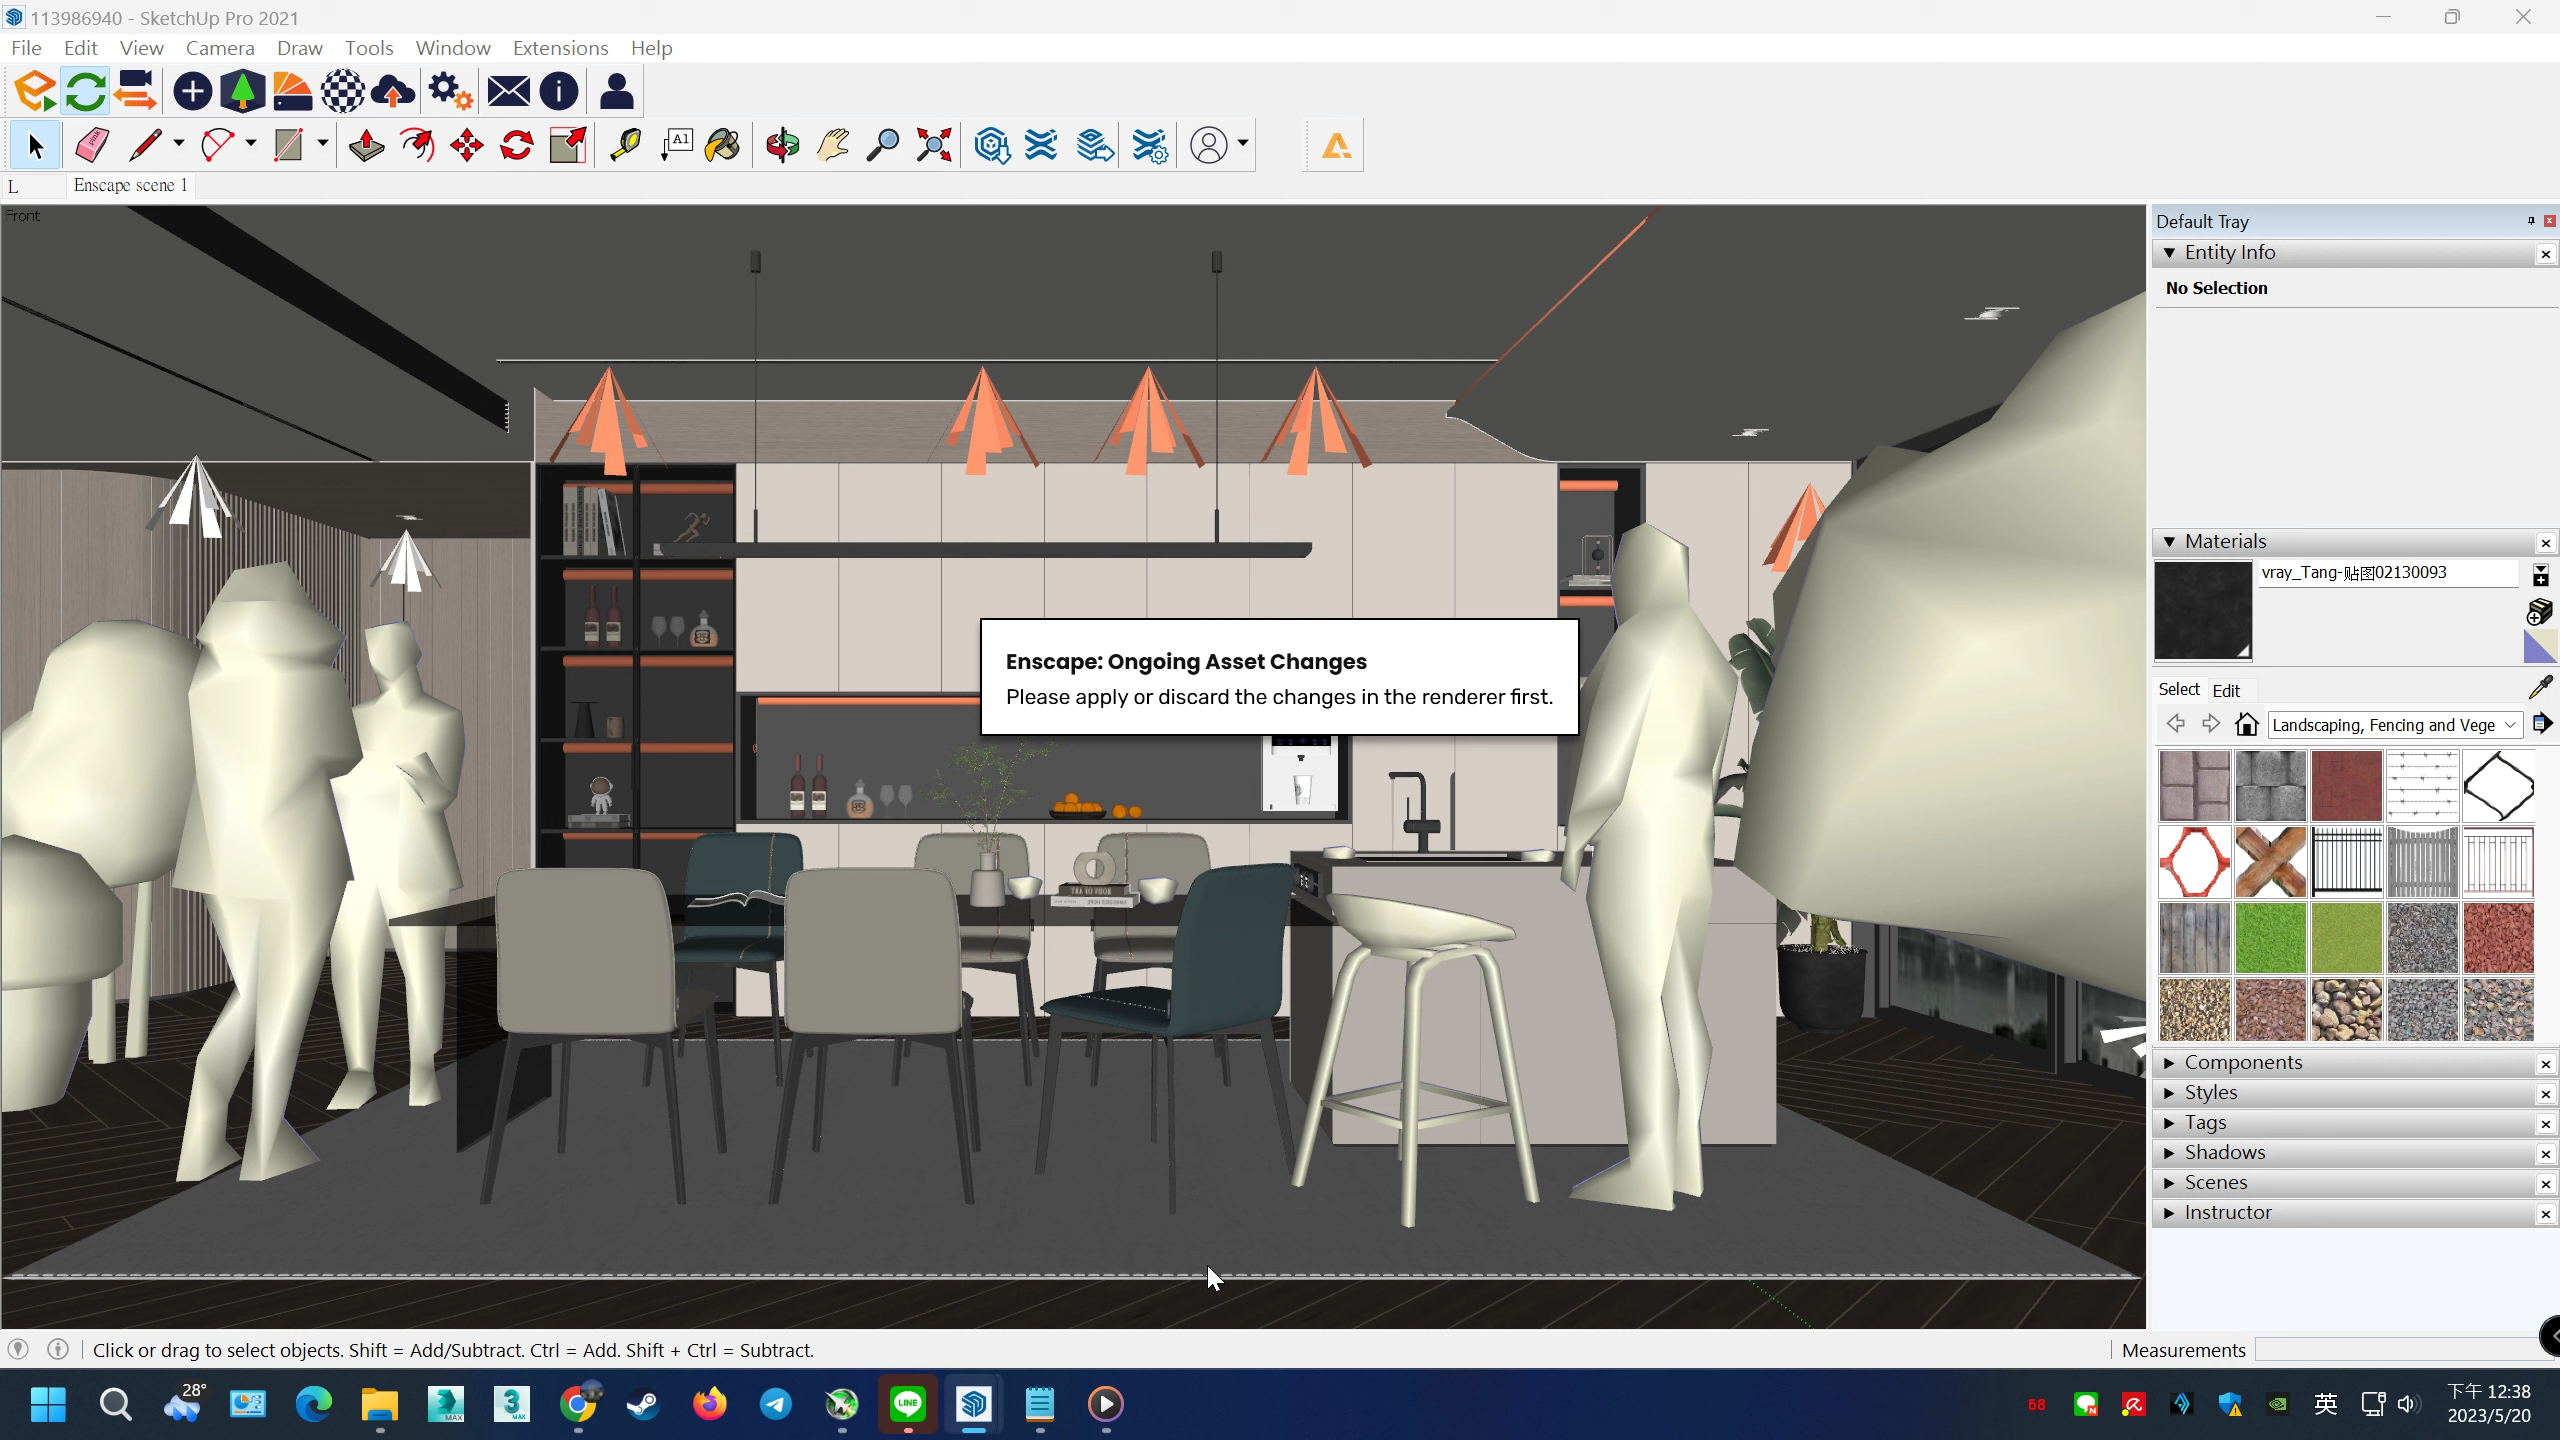 113986940 - SketchUp Pro 2021
File Edit View Camera Draw Tools Window Extensions Help
L Enscape scene 1
Front
Default Tray
Entity Info
No Selection
Materials
vray_Tang-贴图02130093
Select Edit
Landscaping, Fencing and Vege
Enscape: Ongoing Asset Changes
Please apply or discard the changes in the renderer first.
Components
Styles
Tags
Shadows
Scenes
Instructor
Click or drag to select objects. Shift = Add/Subtract. Ctrl = Add. Shift + Ctrl = Subtract.
Measurements
28°
MAX
3
MAX
LINE
英
下午 12:38
2023/5/20